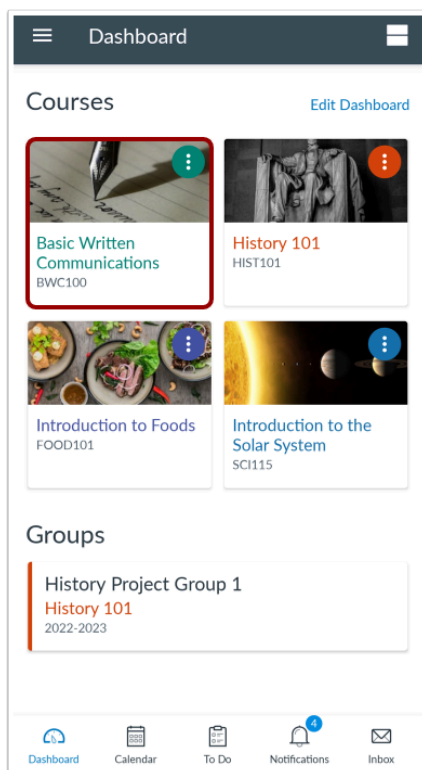 Dashboard
Courses
Edit Dashboard
Basic Written
Communications
BWC100
History 101
HIST101
Introduction to Foods
FOOD101
Introduction to the
Solar System
SCI115
Groups
History Project Group 1
History 101
2022-2023
4
Dashboard
Calendar
To Do
Notifications
Inbox